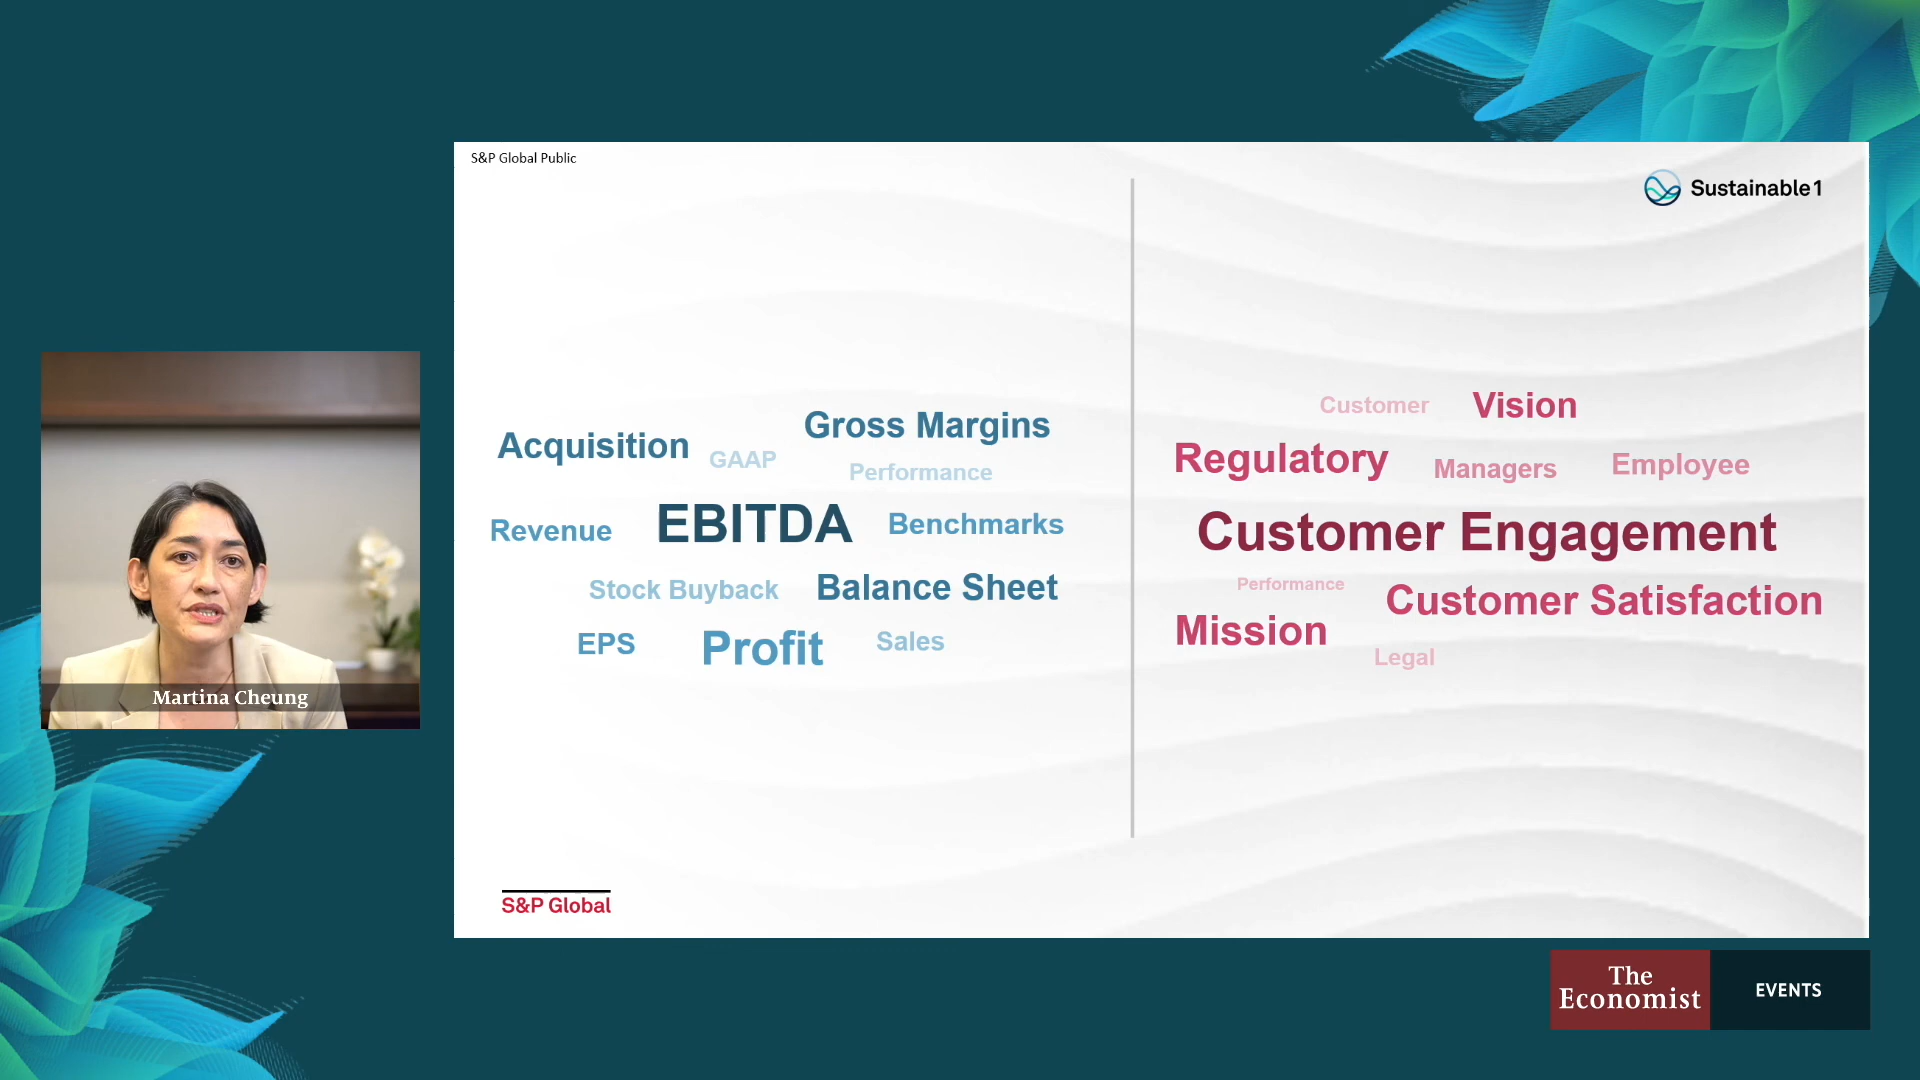 S&P Global Public
Sustainable1
Acquisition
GAAP
Gross Margins
Performance
Revenue
EBITDA
Benchmarks
Stock Buyback
Balance Sheet
EPS
Profit
Sales
Customer
Vision
Regulatory
Managers
Employee
Customer Engagement
Performance
Customer Satisfaction
Mission
Legal
Martina Cheung
S&P Global
The
Economist
EVENTS